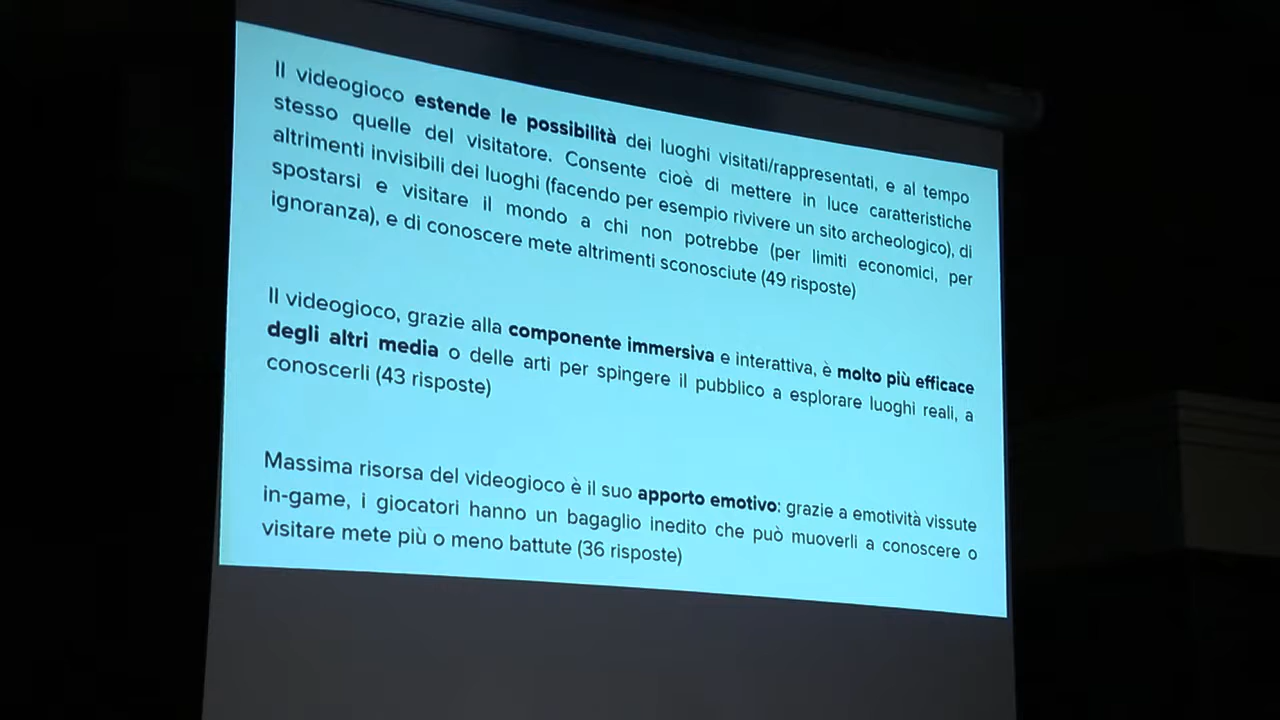 Il videogioco estende le possibilità dei luoghi visitati/rappresentati, e al tempo
stesso quelle del visitatore. Consente cioè di mettere in luce caratteristiche
altrimenti invisibili dei luoghi (facendo per esempio rivivere un sito archeologico), di
spostarsi e visitare il mondo a chi non potrebbe (per limiti economici, per
ignoranza), e di conoscere mete altrimenti sconosciute (49 risposte)
Il videogioco, grazie alla componente immersiva e interattiva, è molto più efficace
degli altri media o delle arti per spingere il pubblico a esplorare luoghi reali, a
conoscerli (43 risposte)
Massima risorsa del videogioco è il suo apporto emotivo: grazie a emotività vissute
in-game, i giocatori hanno un bagaglio inedito che può muoverli a conoscere o
visitare mete più o meno battute (36 risposte)